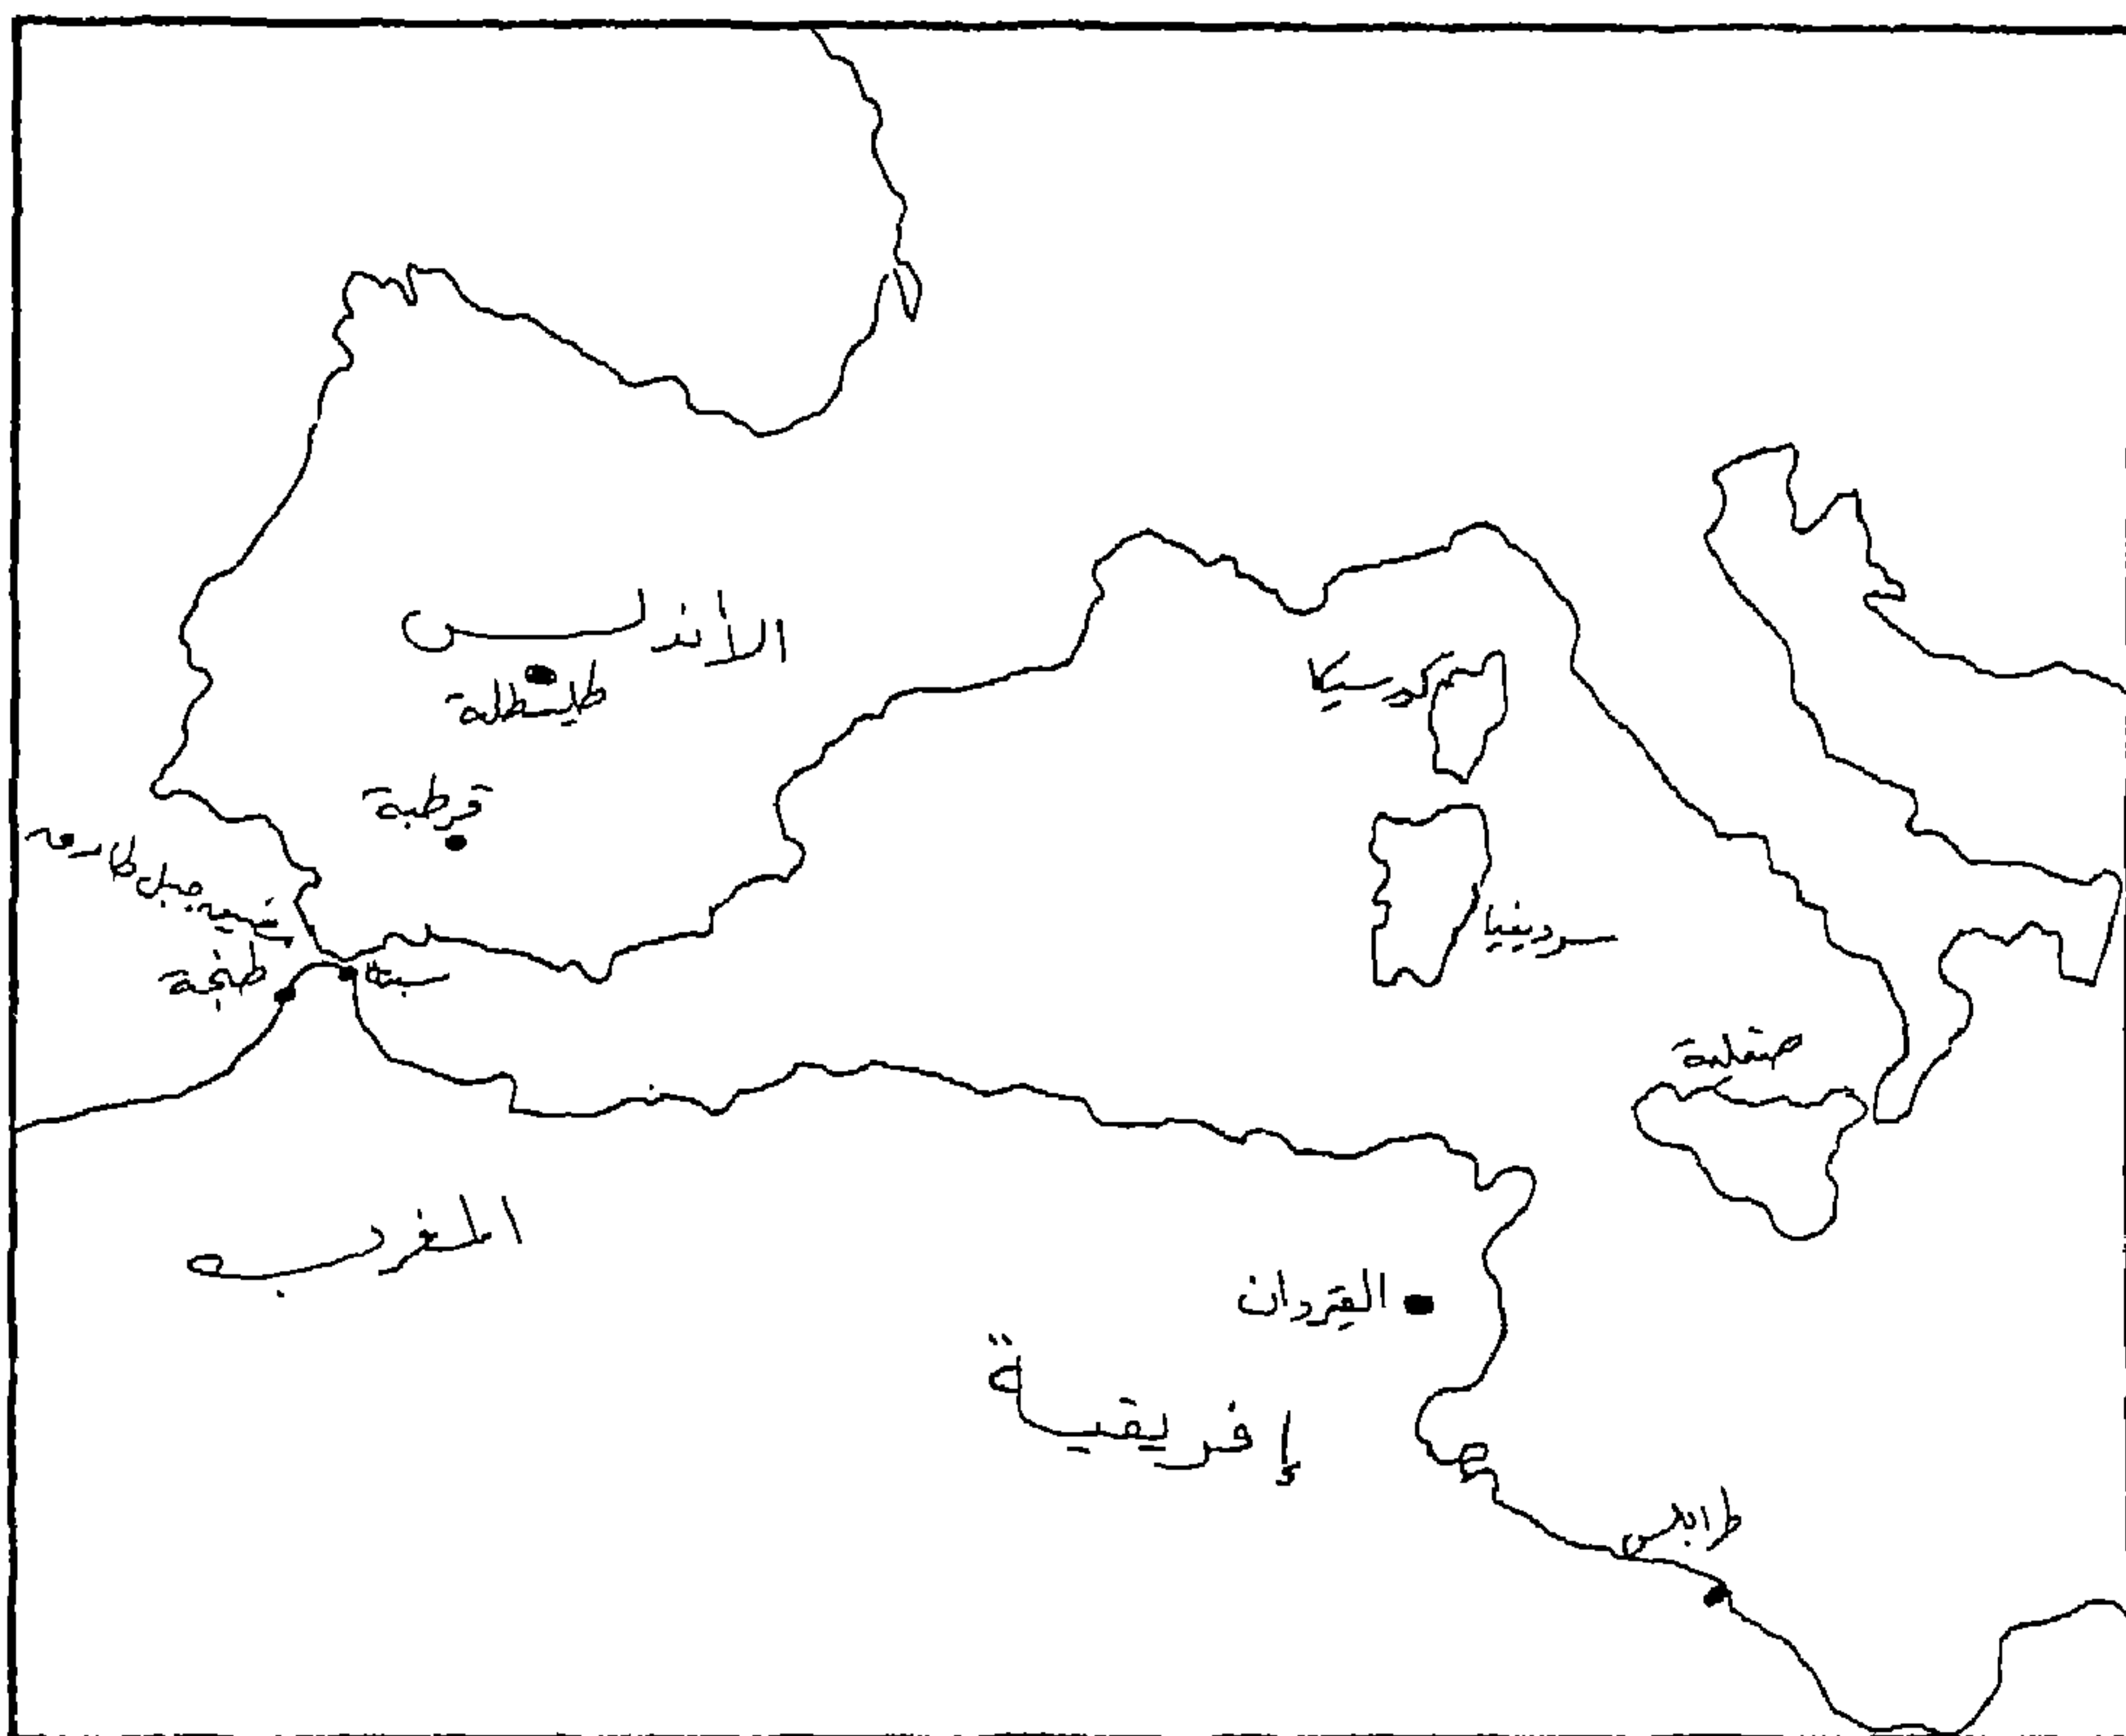 الأندلس
طليطلة
كورسيكا
قرطبة
جبل طارق
سردينيا
سبتة
طنجة
صقلية
المغرب
القيروان
إفريقية
طرابلس